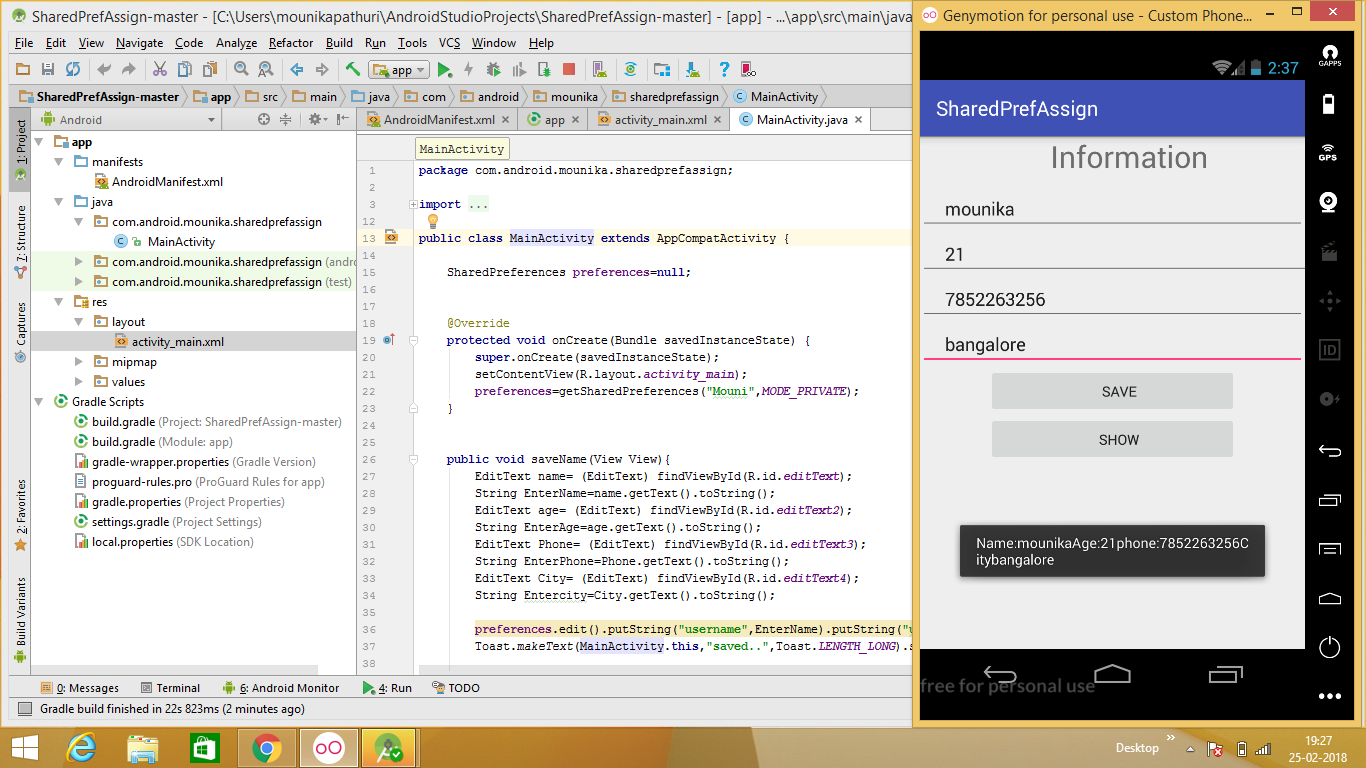 SharedPrefAssign-master - [C:\Users\mounikapathuri\AndroidStudioProjects\SharedPrefAssign-master] - [app] - ...\app\src\main\java
File Edit View Navigate Code Analyze Refactor Build Run Tools VCS Window Help
app
SharedPrefAssign-master app src main java com android mounika sharedprefassign MainActivity
Android
AndroidManifest.xml app activity_main.xml MainActivity.java
1: Project
7: Structure
Captures
2: Favorites
Build Variants
app
manifests
AndroidManifest.xml
java
com.android.mounika.sharedprefassign
MainActivity
com.android.mounika.sharedprefassign (andro
com.android.mounika.sharedprefassign (test)
res
layout
activity_main.xml
mipmap
values
Gradle Scripts
build.gradle (Project: SharedPrefAssign-master)
build.gradle (Module: app)
gradle-wrapper.properties (Gradle Version)
proguard-rules.pro (ProGuard Rules for app)
gradle.properties (Project Properties)
settings.gradle (Project Settings)
local.properties (SDK Location)
MainActivity
1 package com.android.mounika.sharedprefassign;
2
3 import ...
12
13 public class MainActivity extends AppCompatActivity {
14
15 SharedPreferences preferences=null;
16
17
18 @Override
19 protected void onCreate(Bundle savedInstanceState) {
20 super.onCreate(savedInstanceState);
21 setContentView(R.layout.activity_main);
22 preferences=getSharedPreferences("Mouni",MODE_PRIVATE);
23 }
24
25
26 public void saveName(View View){
27 EditText name= (EditText) findViewById(R.id.editText);
28 String EnterName=name.getText().toString();
29 EditText age= (EditText) findViewById(R.id.editText2);
30 String EnterAge=age.getText().toString();
31 EditText Phone= (EditText) findViewById(R.id.editText3);
32 String EnterPhone=Phone.getText().toString();
33 EditText City= (EditText) findViewById(R.id.editText4);
34 String Entercity=City.getText().toString();
35
36 preferences.edit().putString("username",EnterName).putString("u
37 Toast.makeText(MainActivity.this,"saved..",Toast.LENGTH_LONG).s
38
0: Messages Terminal 6: Android Monitor 4: Run TODO
Gradle build finished in 22s 823ms (2 minutes ago)
Genymotion for personal use - Custom Phone...
2:37
SharedPrefAssign
Information
mounika
21
7852263256
bangalore
SAVE
SHOW
Name:mounikaAge:21phone:7852263256C
itybangalore
free for personal use
GAPPS
GPS
ID
Desktop
19:27
25-02-2018